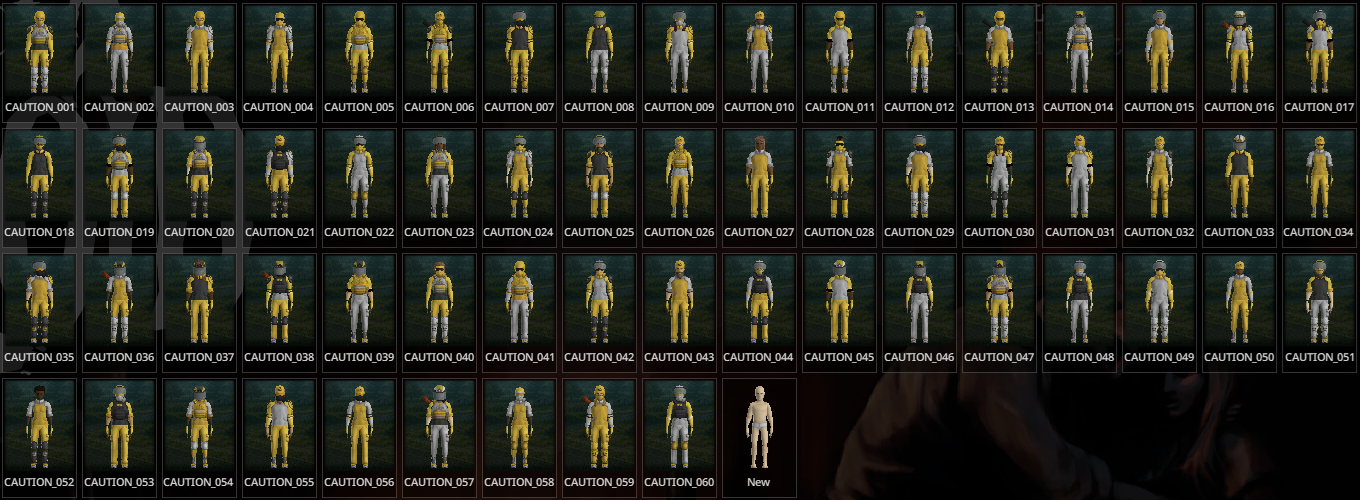 CAUTION_001 CAUTION_002 CAUTION_003 CAUTION_004 CAUTION_005 CAUTION_006 CAUTION_007 CAUTION_008 CAUTION_009 CAUTION_010 CAUTION_011 CAUTION_012 CAUTION_013 CAUTION_014 CAUTION_015 CAUTION_016 CAUTION_017
CAUTION_018 CAUTION_019 CAUTION_020 CAUTION_021 CAUTION_022 CAUTION_023 CAUTION_024 CAUTION_025 CAUTION_026 CAUTION_027 CAUTION_028 CAUTION_029 CAUTION_030 CAUTION_031 CAUTION_032 CAUTION_033 CAUTION_034
CAUTION_035 CAUTION_036 CAUTION_037 CAUTION_038 CAUTION_039 CAUTION_040 CAUTION_041 CAUTION_042 CAUTION_043 CAUTION_044 CAUTION_045 CAUTION_046 CAUTION_047 CAUTION_048 CAUTION_049 CAUTION_050 CAUTION_051
CAUTION_052 CAUTION_053 CAUTION_054 CAUTION_055 CAUTION_056 CAUTION_057 CAUTION_058 CAUTION_059 CAUTION_060 New